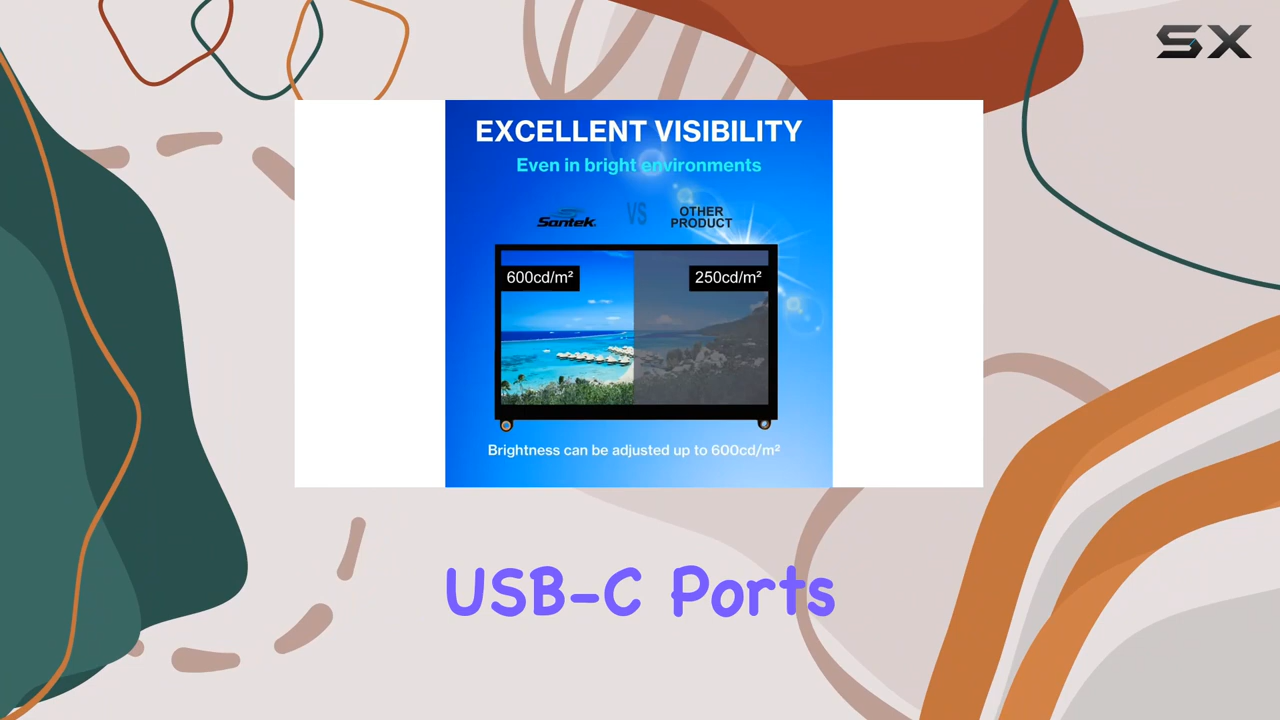 SX
EXCELLENT VISIBILITY
Even in bright environments
Santek
VS
OTHER
PRODUCT
600cd/m²
250cd/m²
Brightness can be adjusted up to 600cd/m²
USB-C Ports